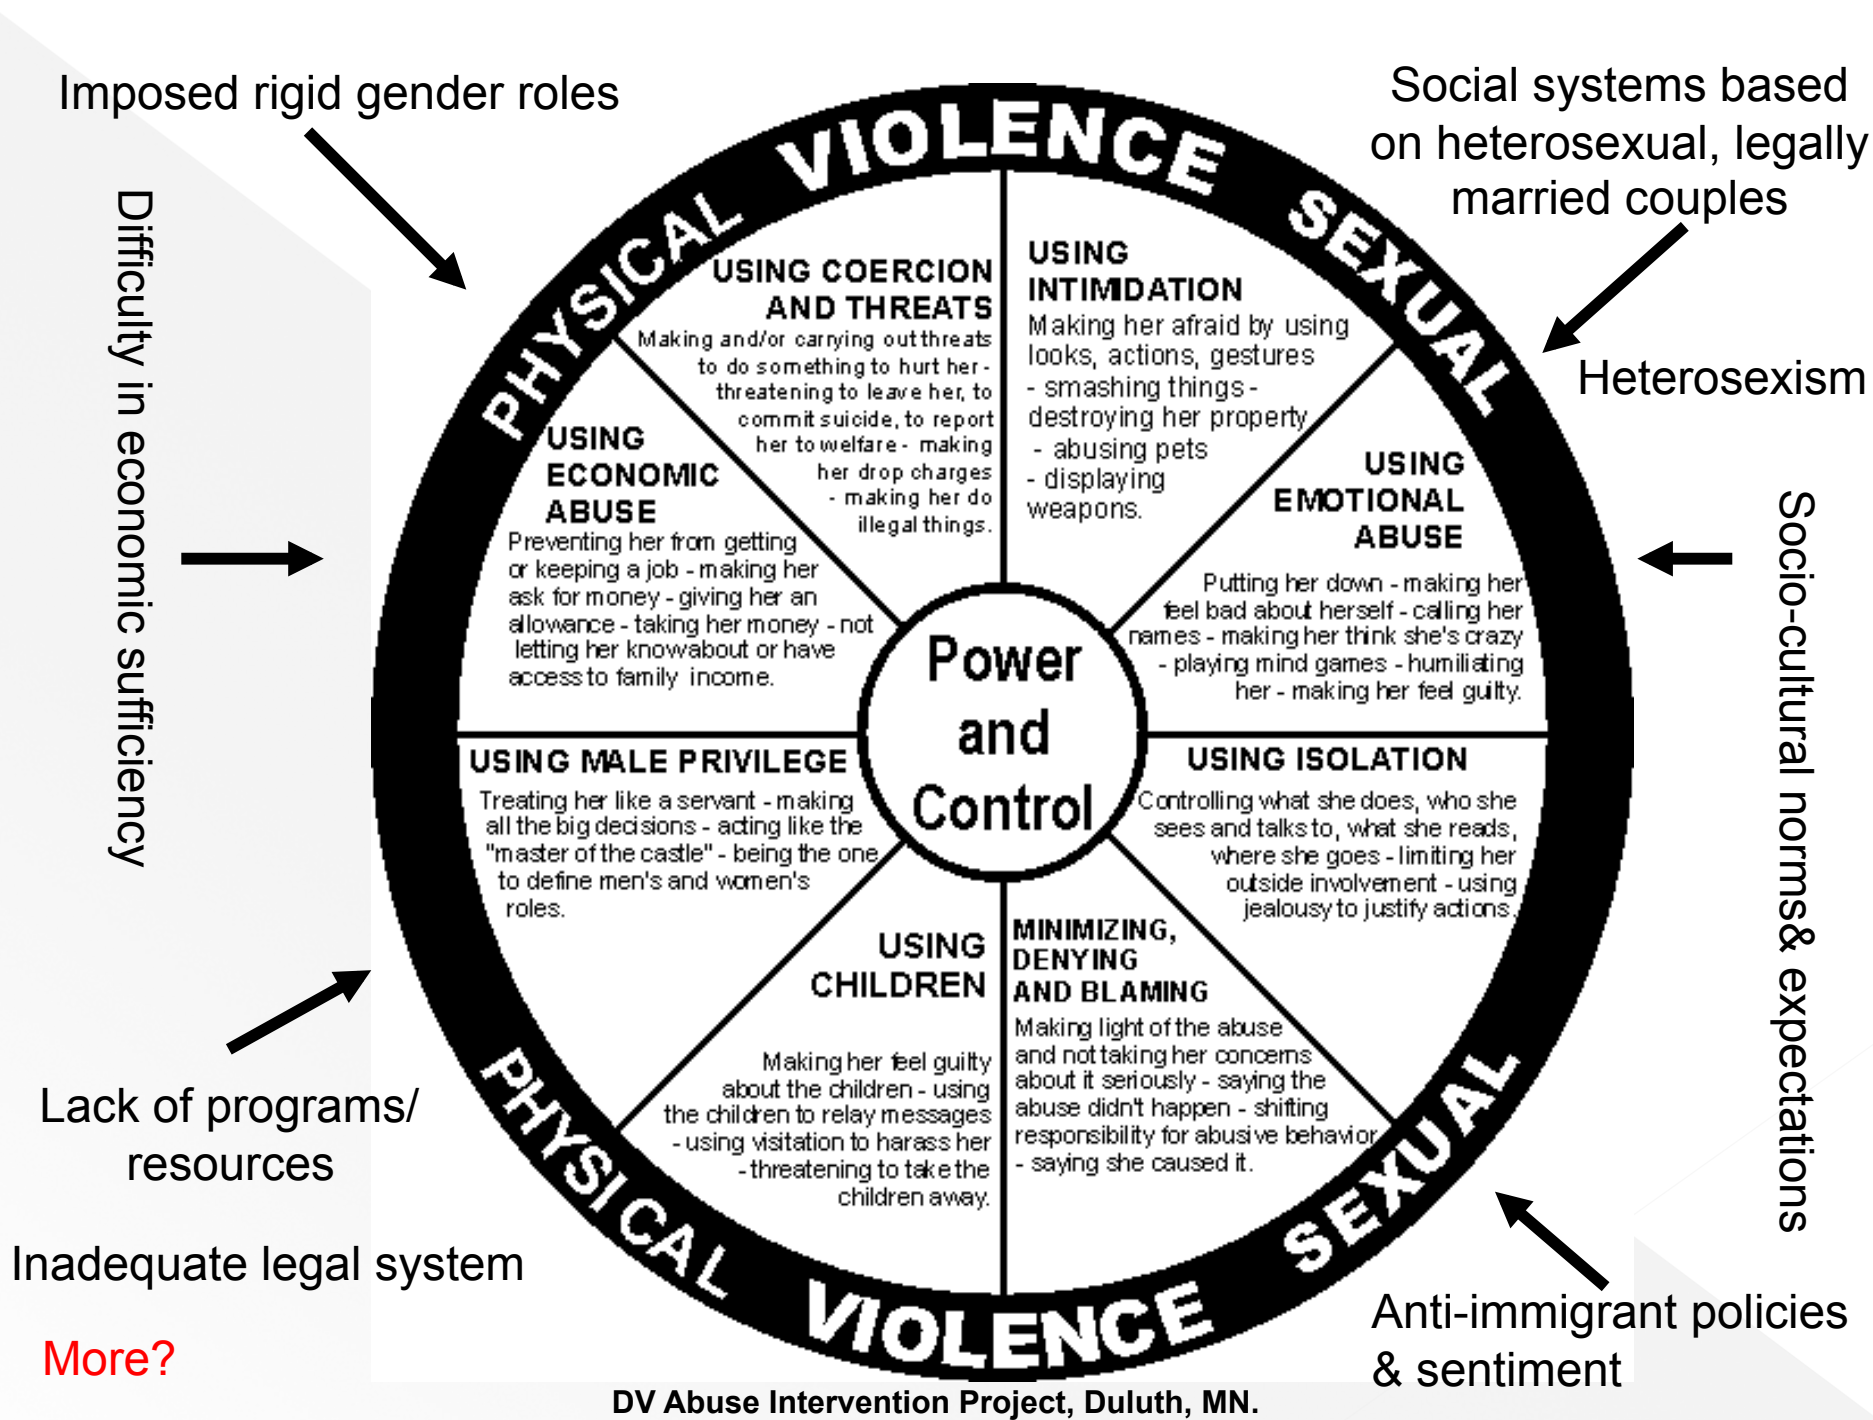 Imposed rigid gender roles
Social systems based
on heterosexual, legally
married couples
Heterosexism
Difficulty in economic sufficiency
Socio-cultural norms& expectations
PHYSICAL VIOLENCE SEXUAL
USING COERCION
AND THREATS
Making and/or carrying out threats
to do something to hurt her -
threatening to leave her, to
commit suicide, to report
her to welfare - making
her drop charges
- making her do
illegal things.
USING
INTIMIDATION
Making her afraid by using
looks, actions, gestures
- smashing things -
destroying her property
- abusing pets
- displaying
weapons.
USING
EMOTIONAL
ABUSE
Putting her down - making her
feel bad about herself - calling her
names - making her think she's crazy
- playing mind games - humiliating
her - making her feel guilty.
USING ISOLATION
Controlling what she does, who she
sees and talks to, what she reads,
where she goes - limiting her
outside involvement - using
jealousy to justify actions.
MINIMIZING,
DENYING
AND BLAMING
Making light of the abuse
and not taking her concerns
about it seriously - saying the
abuse didn't happen - shifting
responsibility for abusive behavior
- saying she caused it.
USING
CHILDREN
Making her feel guilty
about the children - using
the children to relay messages
- using visitation to harass her
- threatening to take the
children away.
USING MALE PRIVILEGE
Treating her like a servant - making
all the big decisions - acting like the
"master of the castle" - being the one
to define men's and women's
roles.
USING
ECONOMIC
ABUSE
Preventing her from getting
or keeping a job - making her
ask for money - giving her an
allowance - taking her money - not
letting her know about or have
access to family income.
Power
and
Control
PHYSICAL VIOLENCE SEXUAL
Lack of programs/
resources
Inadequate legal system
More?
Anti-immigrant policies
& sentiment
DV Abuse Intervention Project, Duluth, MN.